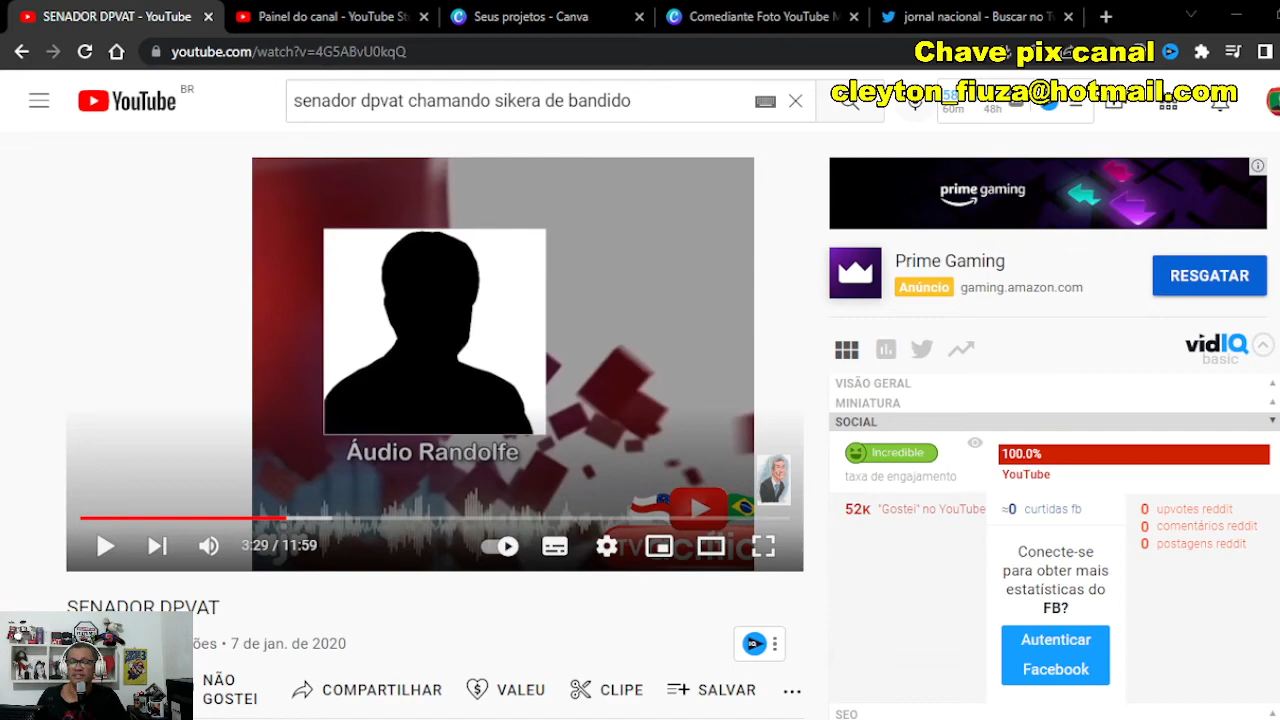 SENADOR DPVAT - YouTube
Painel do canal - YouTube St
Seus projetos - Canva
Comediante Foto YouTube M
jornal nacional - Buscar no T
youtube.com/watch?v=4G5ABvU0kqQ
Chave pix canal
cleyton_fiuza@hotmail.com
YouTube BR
senador dpvat chamando sikera de bandido
60m 48h
prime gaming
Prime Gaming
Anúncio gaming.amazon.com
RESGATAR
vidIQ
basic
VISÃO GERAL
MINIATURA
SOCIAL
Incredible
taxa de engajamento
100.0%
YouTube
52K "Gostei" no YouTube
≈0 curtidas fb
0 upvotes reddit
0 comentários reddit
0 postagens reddit
Conecte-se
para obter mais
estatísticas do
FB?
Autenticar
Facebook
SEO
Áudio Randolfe
3:29 / 11:59
SENADOR DPVAT
ões • 7 de jan. de 2020
NÃO
GOSTEI
COMPARTILHAR
VALEU
CLIPE
SALVAR